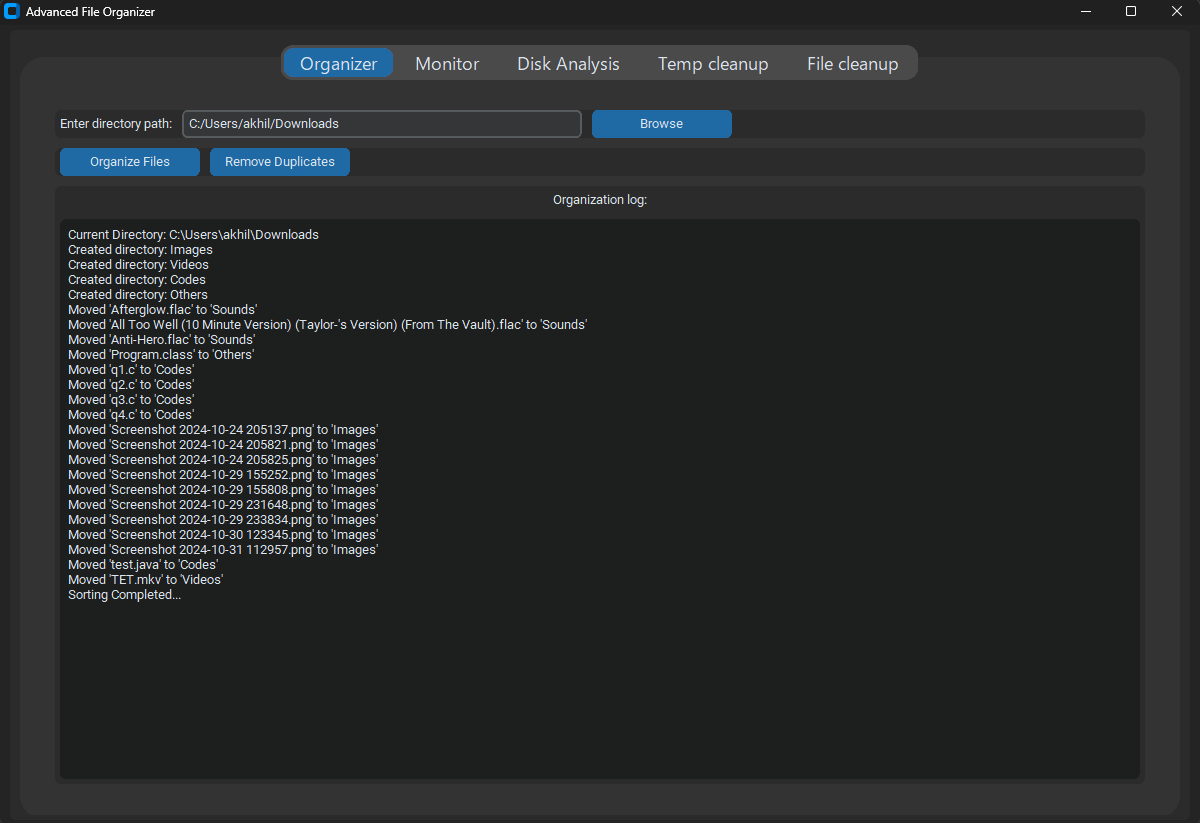 Advanced File Organizer
Organizer Monitor Disk Analysis Temp cleanup File cleanup
Enter directory path: C:/Users/akhil/Downloads Browse
Organize Files Remove Duplicates
Organization log:
Current Directory: C:\Users\akhil\Downloads
Created directory: Images
Created directory: Videos
Created directory: Codes
Created directory: Others
Moved 'Afterglow.flac' to 'Sounds'
Moved 'All Too Well (10 Minute Version) (Taylor-'s Version) (From The Vault).flac' to 'Sounds'
Moved 'Anti-Hero.flac' to 'Sounds'
Moved 'Program.class' to 'Others'
Moved 'q1.c' to 'Codes'
Moved 'q2.c' to 'Codes'
Moved 'q3.c' to 'Codes'
Moved 'q4.c' to 'Codes'
Moved 'Screenshot 2024-10-24 205137.png' to 'Images'
Moved 'Screenshot 2024-10-24 205821.png' to 'Images'
Moved 'Screenshot 2024-10-24 205825.png' to 'Images'
Moved 'Screenshot 2024-10-29 155252.png' to 'Images'
Moved 'Screenshot 2024-10-29 155808.png' to 'Images'
Moved 'Screenshot 2024-10-29 231648.png' to 'Images'
Moved 'Screenshot 2024-10-29 233834.png' to 'Images'
Moved 'Screenshot 2024-10-30 123345.png' to 'Images'
Moved 'Screenshot 2024-10-31 112957.png' to 'Images'
Moved 'test.java' to 'Codes'
Moved 'TET.mkv' to 'Videos'
Sorting Completed...